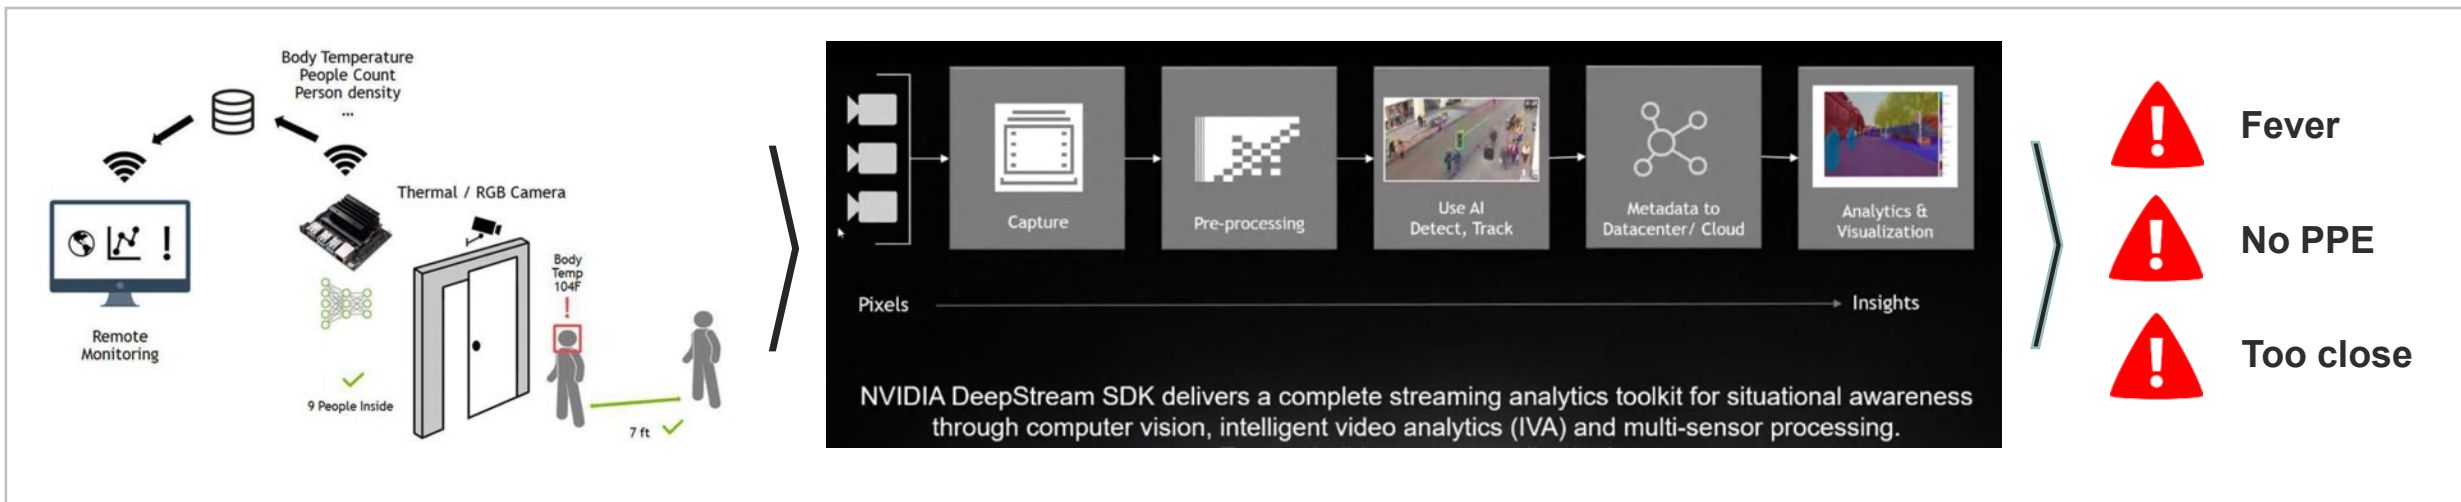 Body Temperature
People Count
Person density
...
Thermal / RGB Camera
Body
Temp
104F
!
Remote
Monitoring
!
9 People Inside
7 ft
Capture
Pre-processing
Use AI
Detect, Track
Metadata to
Datacenter/ Cloud
Analytics &
Visualization
Pixels
Insights
NVIDIA DeepStream SDK delivers a complete streaming analytics toolkit for situational awareness
through computer vision, intelligent video analytics (IVA) and multi-sensor processing.
! Fever
! No PPE
! Too close